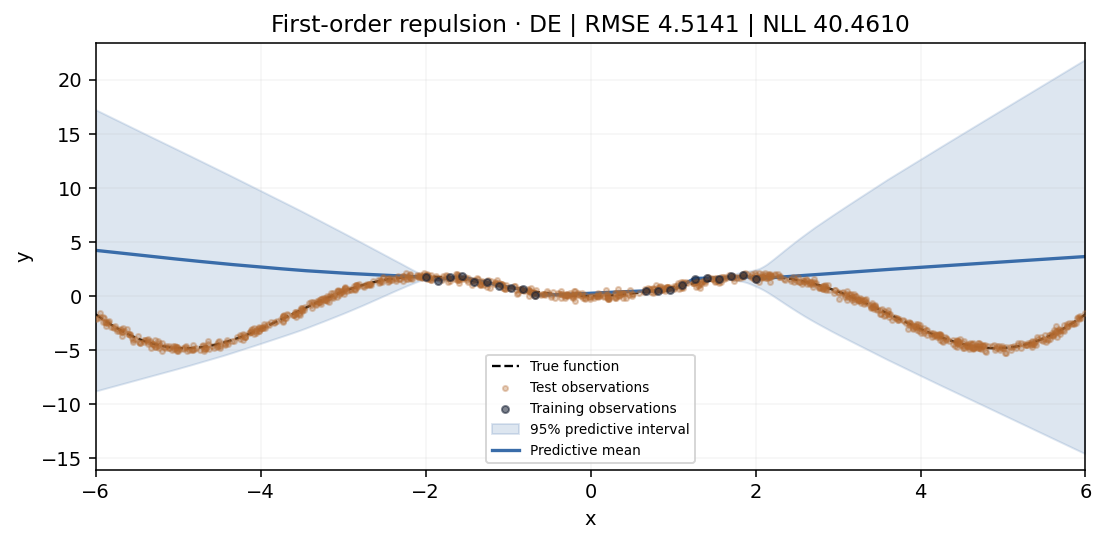 First-order repulsion · DE | RMSE 4.5141 | NLL 40.4610
20
15
10
5
0
−5
−10
−15
y
True function
Test observations
Training observations
95% predictive interval
Predictive mean
−6 −4 −2 0 2 4 6
x